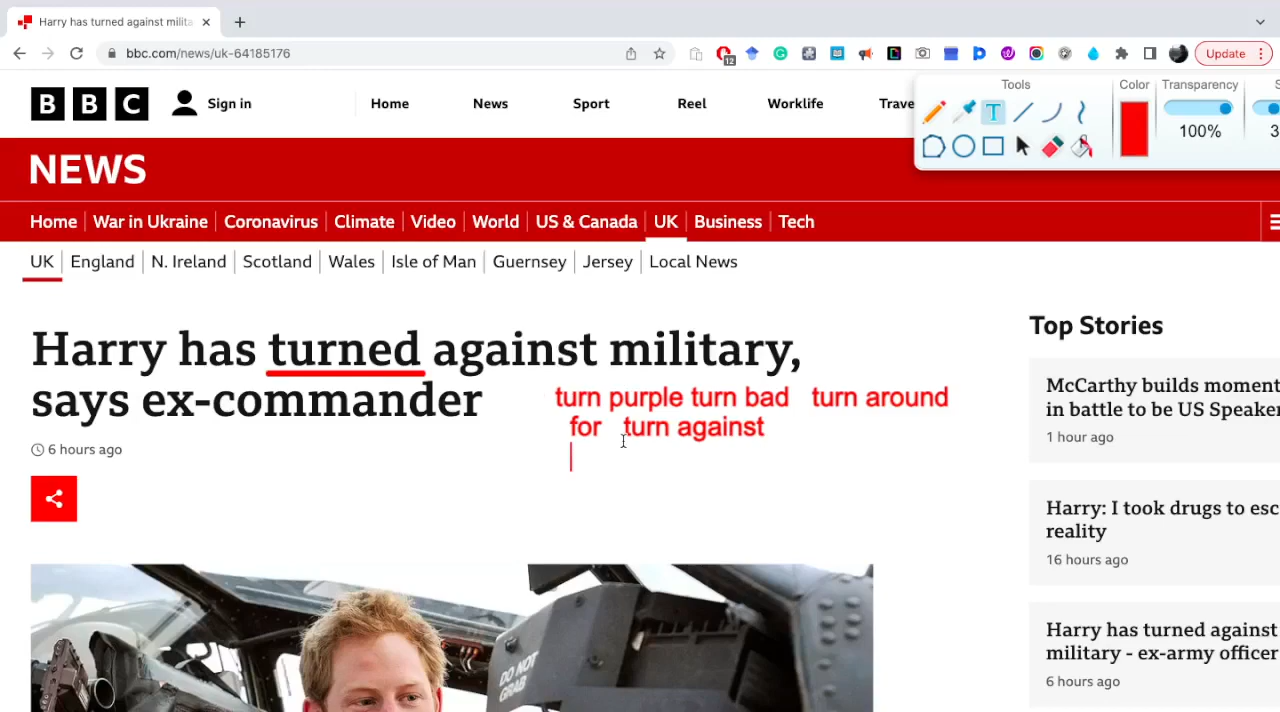 Harry has turned against milita
bbc.com/news/uk-64185176
12
Update
BBC
Sign in
Home
News
Sport
Reel
Worklife
Trave
Tools
Color
Transparency
S
T
100%
3
NEWS
Home
War in Ukraine
Coronavirus
Climate
Video
World
US & Canada
UK
Business
Tech
UK
England
N. Ireland
Scotland
Wales
Isle of Man
Guernsey
Jersey
Local News
Harry has turned against military,
says ex-commander
turn purple turn bad turn around
for turn against
6 hours ago
DO NOT
GRAB
Top Stories
McCarthy builds moment
in battle to be US Speaker
1 hour ago
Harry: I took drugs to esc
reality
16 hours ago
Harry has turned against
military - ex-army officer
6 hours ago